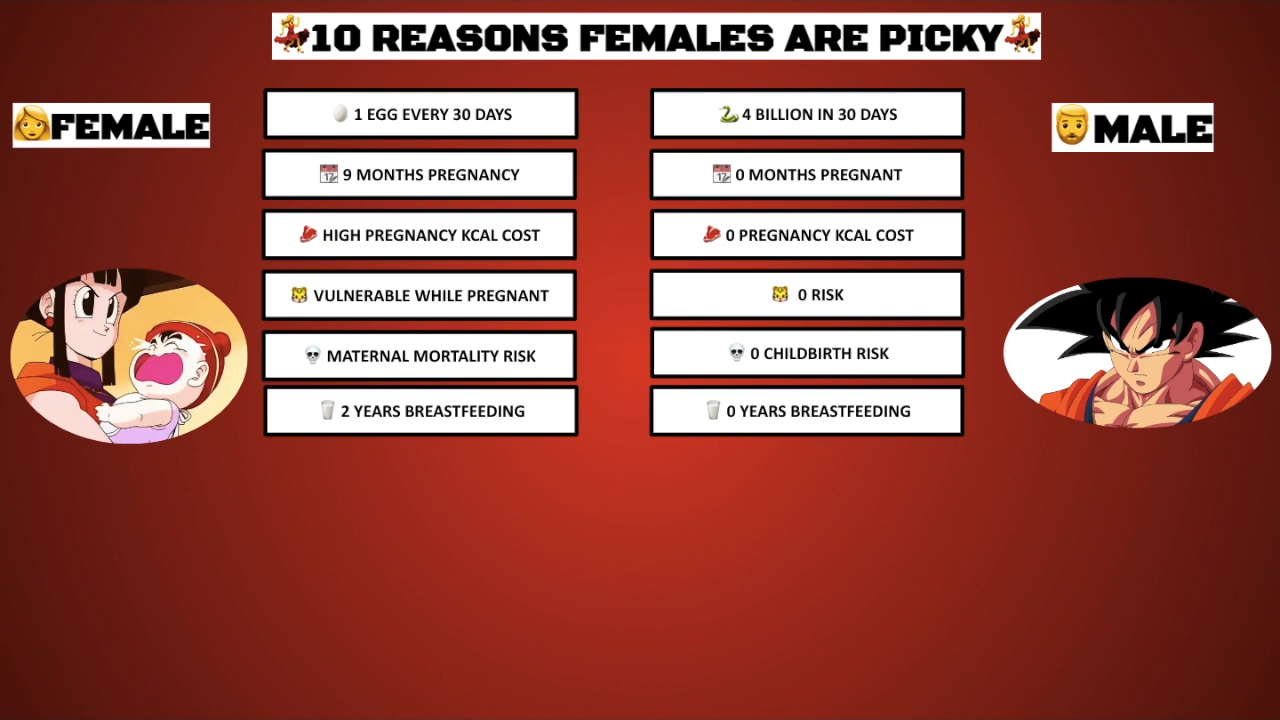 10 REASONS FEMALES ARE PICKY
FEMALE
MALE
1 EGG EVERY 30 DAYS
4 BILLION IN 30 DAYS
9 MONTHS PREGNANCY
0 MONTHS PREGNANT
HIGH PREGNANCY KCAL COST
0 PREGNANCY KCAL COST
VULNERABLE WHILE PREGNANT
0 RISK
MATERNAL MORTALITY RISK
0 CHILDBIRTH RISK
2 YEARS BREASTFEEDING
0 YEARS BREASTFEEDING